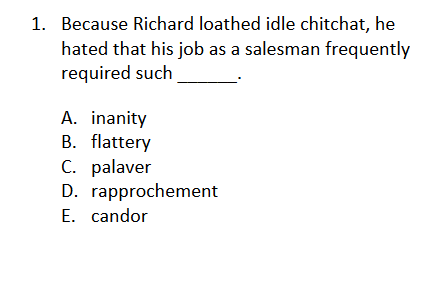 1. Because Richard loathed idle chitchat, he
hated that his job as a salesman frequently
required such ______.
A. inanity
B. flattery
C. palaver
D. rapprochement
E. candor